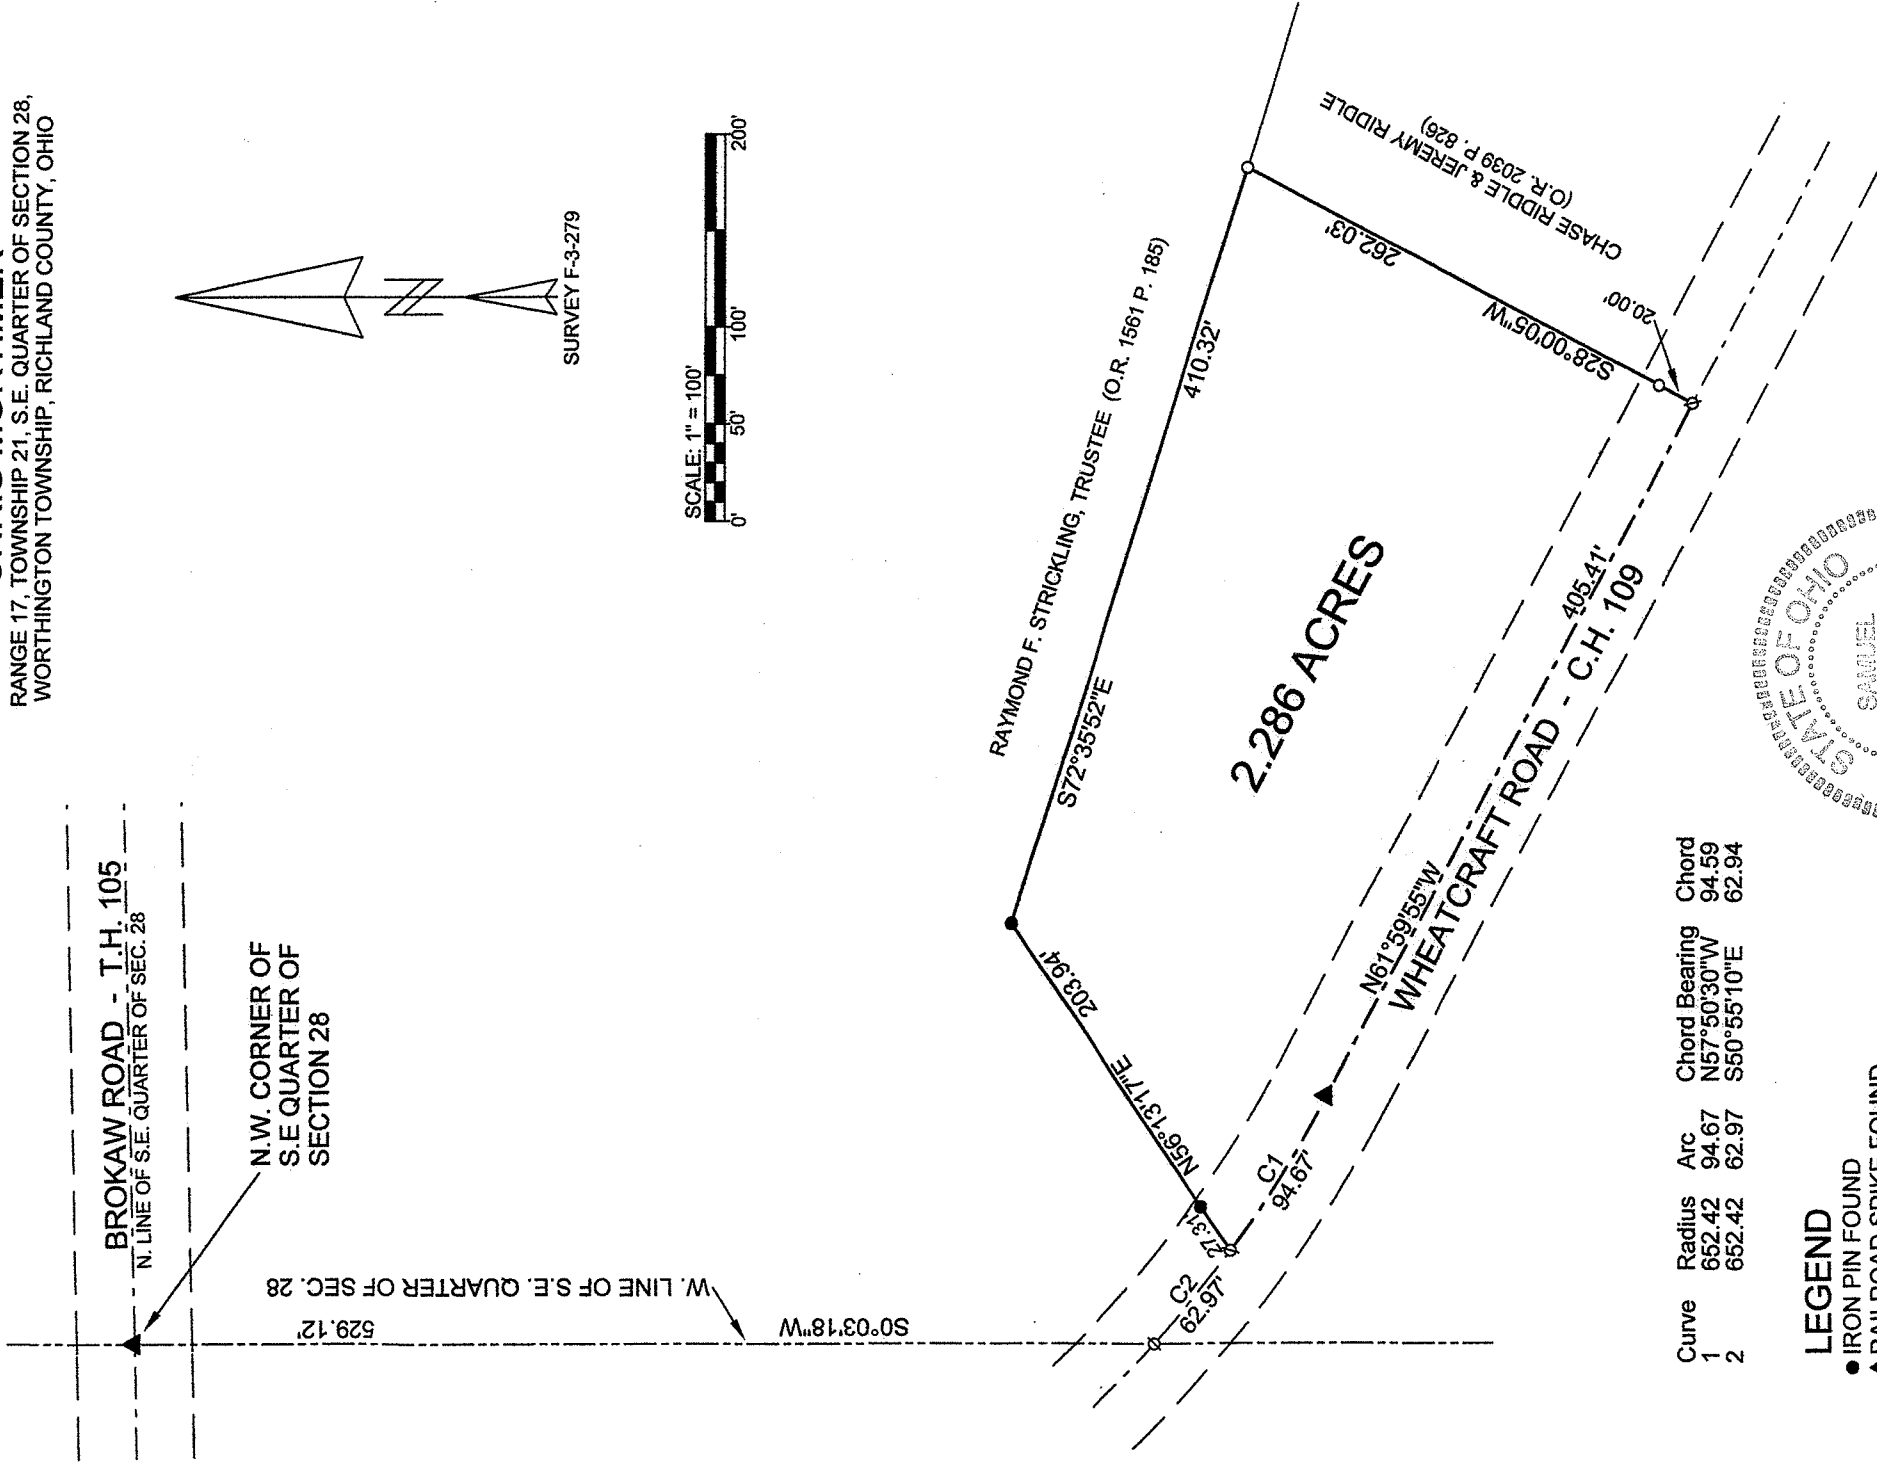 RANGE 17, TOWNSHIP 21, S.E. QUARTER OF SECTION 28,
WORTHINGTON TOWNSHIP, RICHLAND COUNTY, OHIO
SURVEY F-3-279
N
SCALE: 1" = 100'
0' 50' 100' 200'
BROKAW ROAD - T.H. 105
N. LINE OF S.E. QUARTER OF SEC. 28
N.W. CORNER OF
S.E QUARTER OF
SECTION 28
529.12'
W. LINE OF S.E. QUARTER OF SEC. 28
S0°03'18"W
RAYMOND F. STRICKLING, TRUSTEE (O.R. 1561 P. 185)
S72°35'52"E
410.32'
CHASE RIDDLE & JEREMY RIDDLE
(O.R. 2039 P. 826)
262.03'
S28°00'05"W
20.00'
203.94'
N56°13'17"E
27.31'
2.286 ACRES
405.41'
N61°59'55"W
WHEATCRAFT ROAD - C.H. 109
C1
94.67'
C2
62.97'
Curve Radius Arc Chord Bearing Chord
1 652.42 94.67 N57°50'30"W 94.59
2 652.42 62.97 S50°55'10"E 62.94
STATE OF OHIO
SAMUEL
LEGEND
● IRON PIN FOUND
▲ RAILROAD SPIKE FOUND